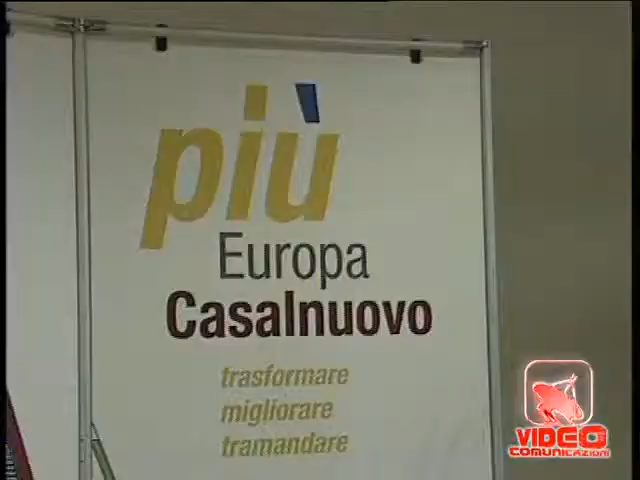 più
Europa
Casalnuovo
trasformare
migliorare
tramandare
VIDEO
COMUNICAZIONI